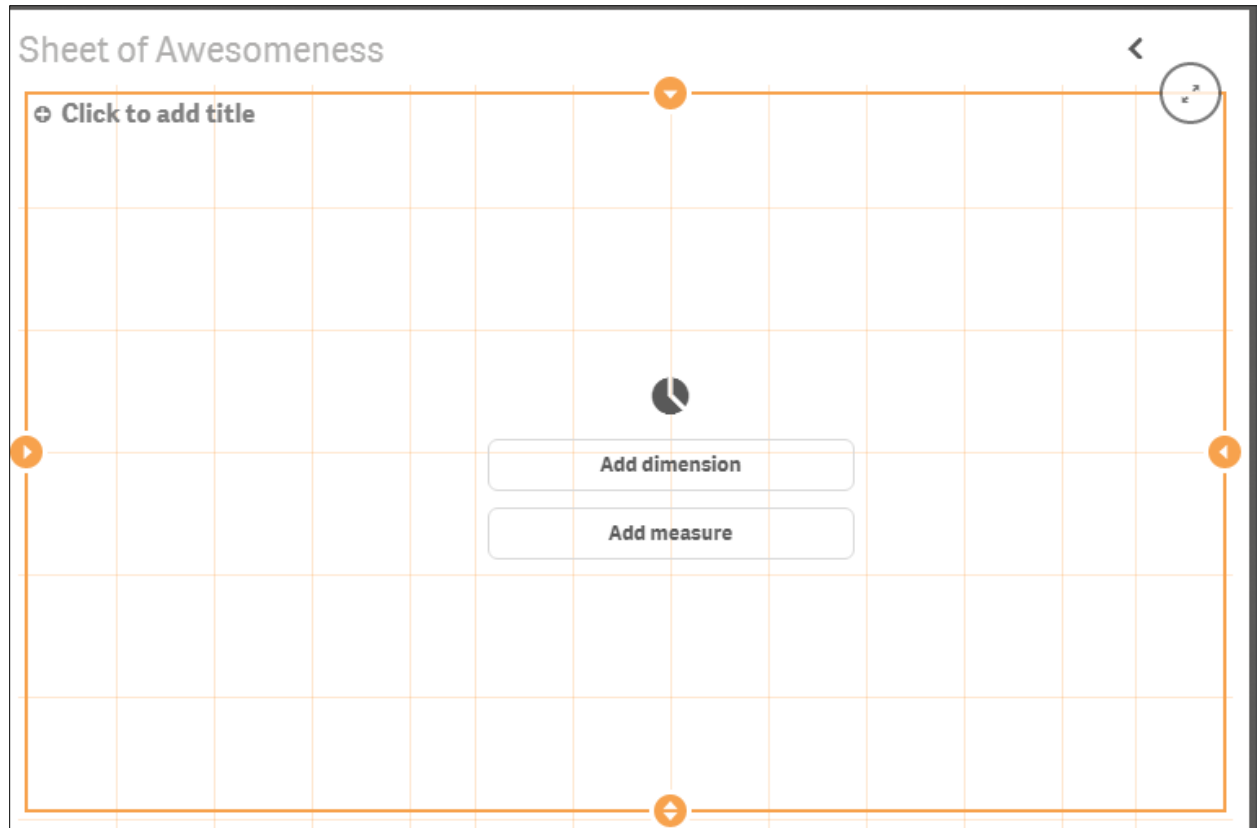 Sheet of Awesomeness
Click to add title
Add dimension
Add measure